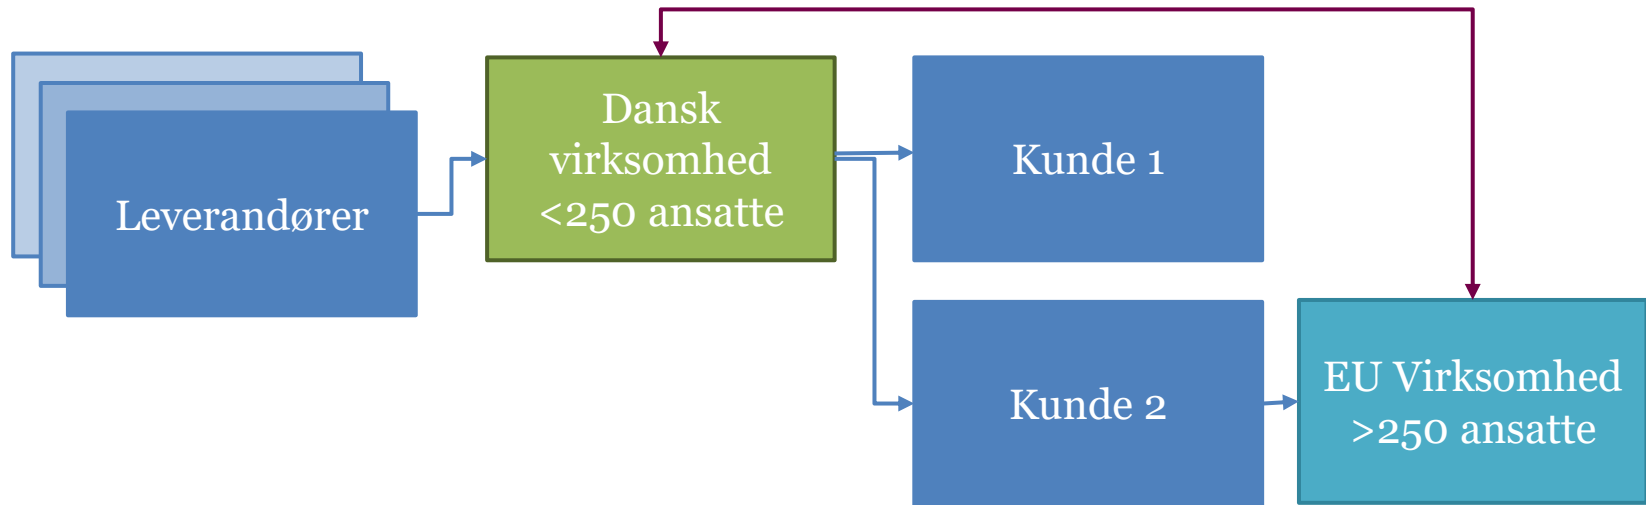 Leverandører
Dansk
virksomhed
<250 ansatte
Kunde 1
Kunde 2
EU Virksomhed
>250 ansatte